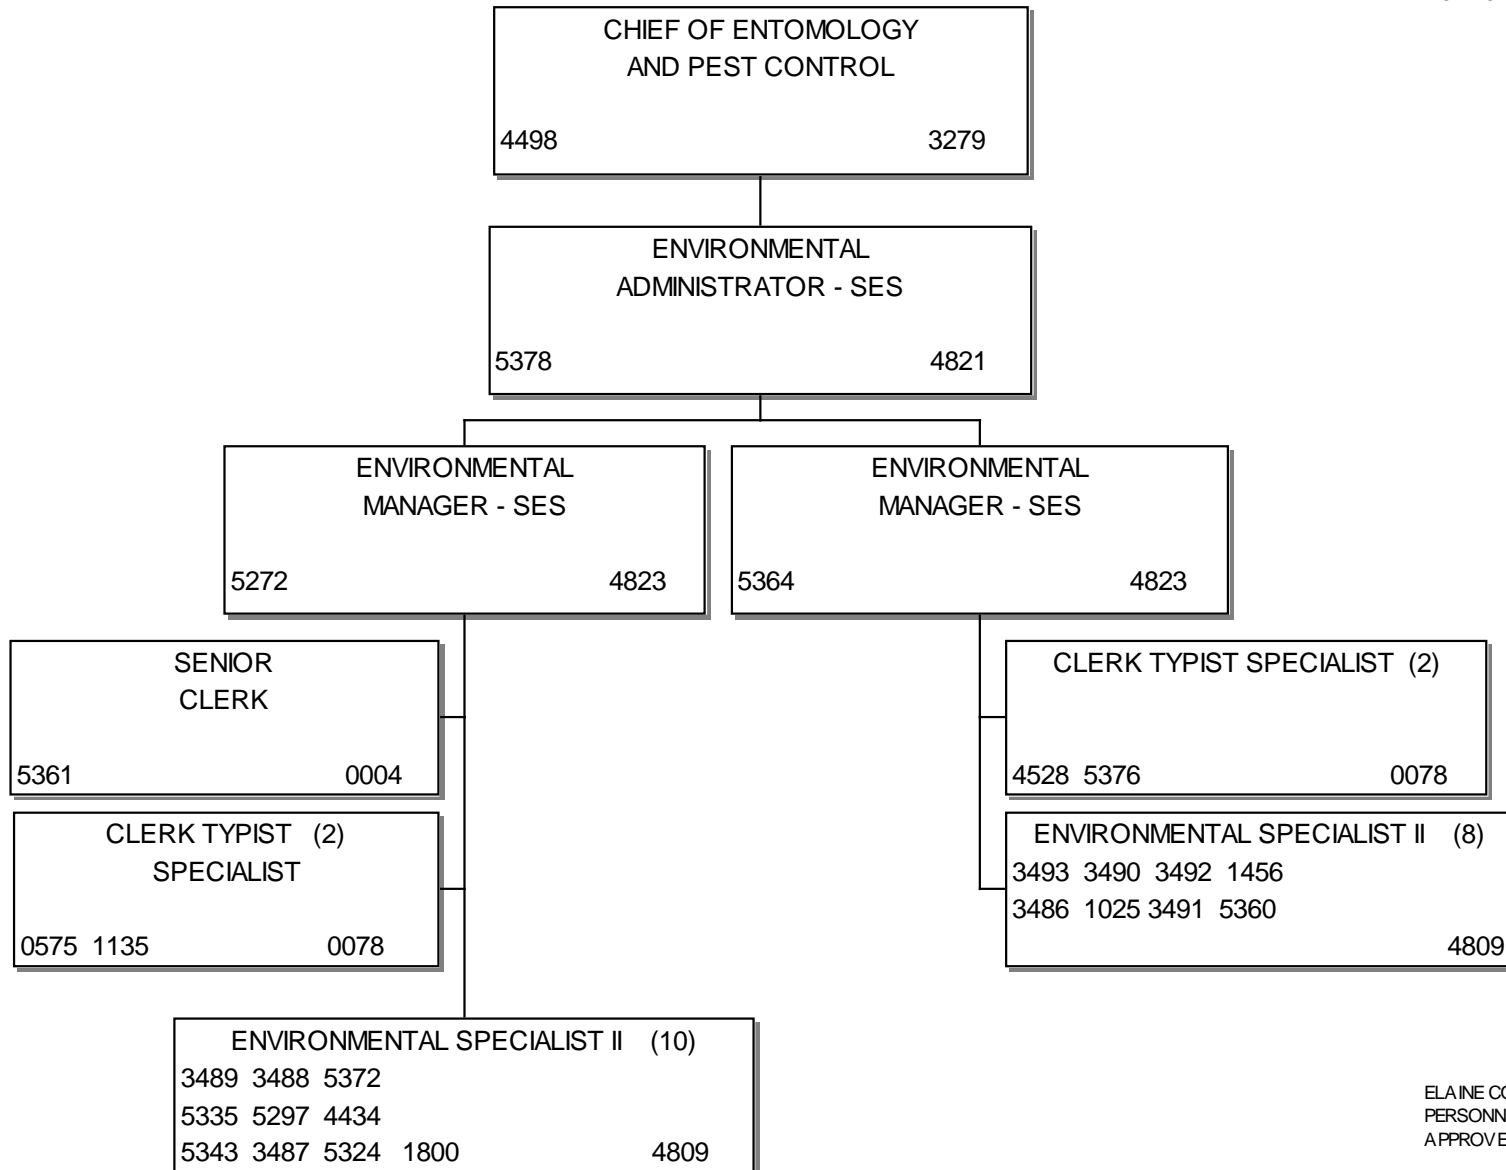 CHIEF OF ENTOMOLOGY
AND PEST CONTROL
4498 3279
ENVIRONMENTAL
ADMINISTRATOR - SES
5378 4821
ENVIRONMENTAL
MANAGER - SES
5272 4823
ENVIRONMENTAL
MANAGER - SES
5364 4823
SENIOR
CLERK
5361 0004
CLERK TYPIST SPECIALIST (2)
4528 5376 0078
CLERK TYPIST (2)
SPECIALIST
0575 1135 0078
ENVIRONMENTAL SPECIALIST II (8)
3493 3490 3492 1456
3486 1025 3491 5360
4809
ENVIRONMENTAL SPECIALIST II (10)
3489 3488 5372
5335 5297 4434
5343 3487 5324 1800 4809
ELAINE